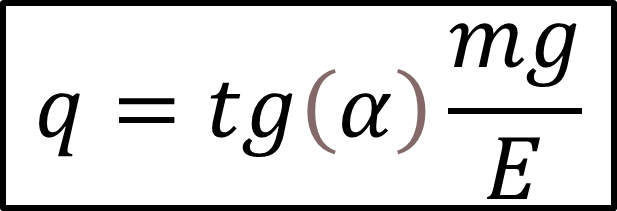 q = tg(α) mg/E